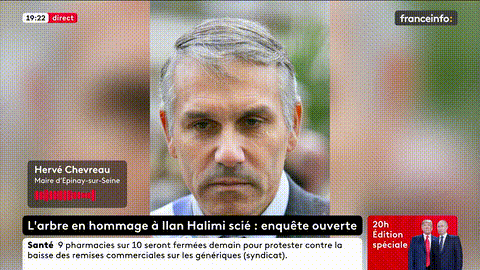 19:22 direct
franceinfo:
Hervé Chevreau
Maire d'Epinay-sur-Seine
L'arbre en hommage à Ilan Halimi scié : enquête ouverte
Santé 9 pharmacies sur 10 seront fermées demain pour protester contre la
baisse des remises commerciales sur les génériques (syndicat).
20h
Édition
spéciale